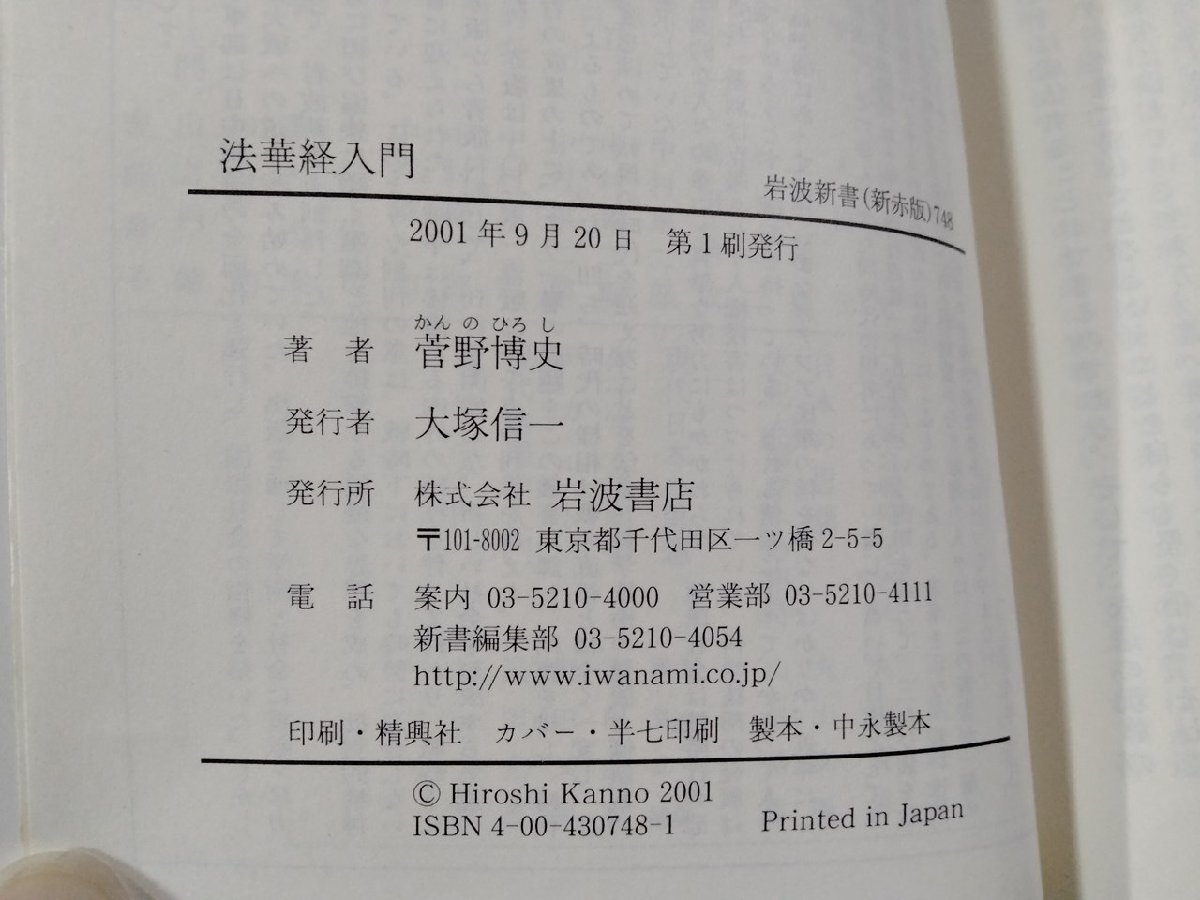 法華経入門
岩波新書(新赤版)748
2001年9月20日 第1刷発行
かんのひろし
著者 菅野博史
発行者 大塚信一
発行所 株式会社 岩波書店
〒101-8002 東京都千代田区一ツ橋2-5-5
電話 案内 03-5210-4000 営業部 03-5210-4111
新書編集部 03-5210-4054
http://www.iwanami.co.jp/
印刷・精興社 カバー・半七印刷 製本・中永製本
© Hiroshi Kanno 2001
ISBN 4-00-430748-1
Printed in Japan